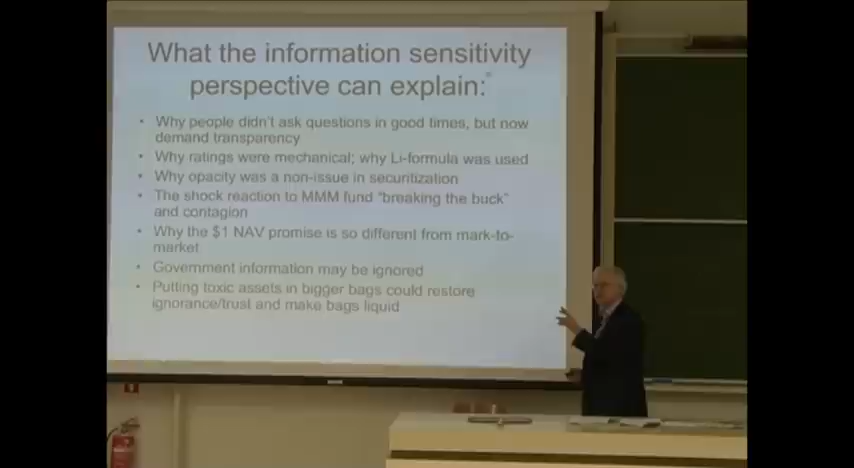 What the information sensitivity
perspective can explain:
• Why people didn't ask questions in good times, but now
demand transparency
• Why ratings were mechanical; why Li-formula was used
• Why opacity was a non-issue in securitization
• The shock reaction to MMM fund "breaking the buck"
and contagion
• Why the $1 NAV promise is so different from mark-to-
market
• Government information may be ignored
• Putting toxic assets in bigger bags could restore
ignorance/trust and make bags liquid